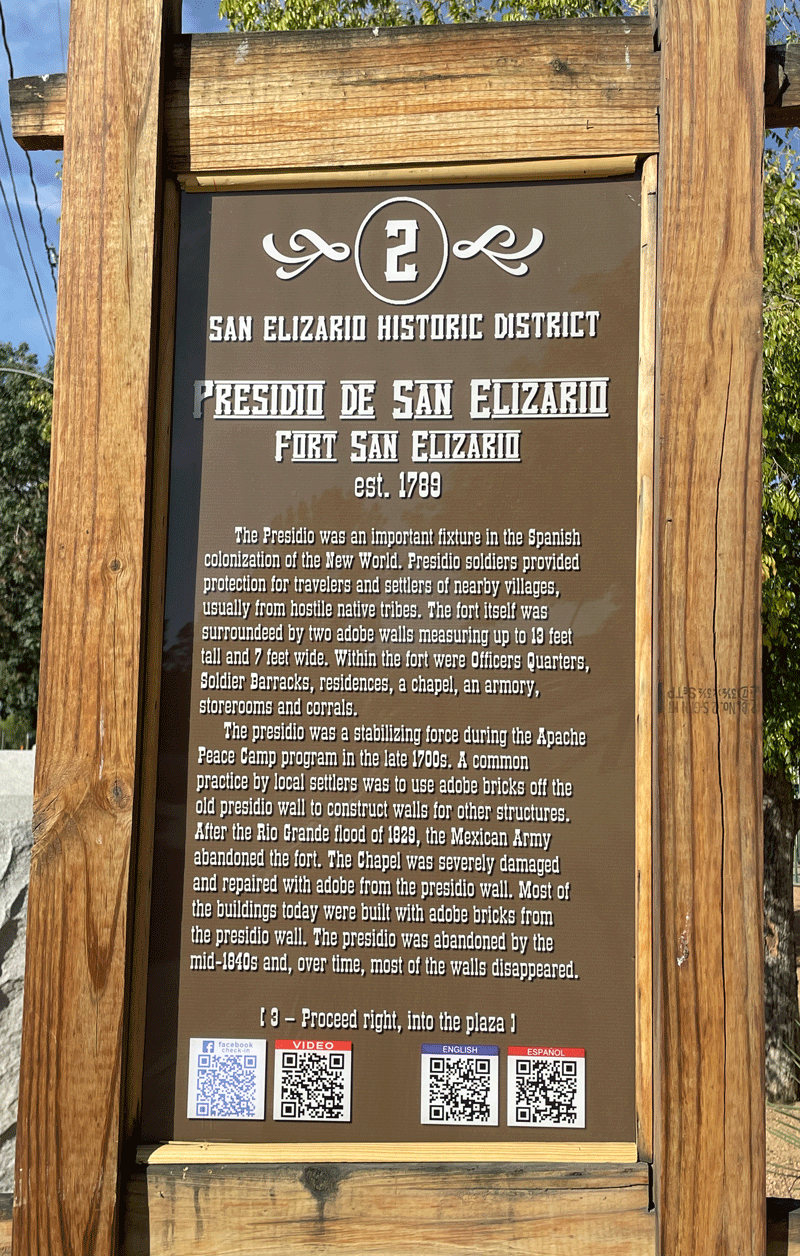 2
SAN ELIZARIO HISTORIC DISTRICT
PRESIDIO DE SAN ELIZARIO
FORT SAN ELIZARIO
est. 1789
The Presidio was an important fixture in the Spanish
colonization of the New World. Presidio soldiers provided
protection for travelers and settlers of nearby villages,
usually from hostile native tribes. The fort itself was
surroundeed by two adobe walls measuring up to 13 feet
tall and 7 feet wide. Within the fort were Officers Quarters,
Soldier Barracks, residences, a chapel, an armory,
storerooms and corrals.
The presidio was a stabilizing force during the Apache
Peace Camp program in the late 1700s. A common
practice by local settlers was to use adobe bricks off the
old presidio wall to construct walls for other structures.
After the Rio Grande flood of 1829, the Mexican Army
abandoned the fort. The Chapel was severely damaged
and repaired with adobe from the presidio wall. Most of
the buildings today were built with adobe bricks from
the presidio wall. The presidio was abandoned by the
mid-1840s and, over time, most of the walls disappeared.
[ 3 – Proceed right, into the plaza ]
facebook
check-in
VIDEO
ENGLISH
ESPAÑOL